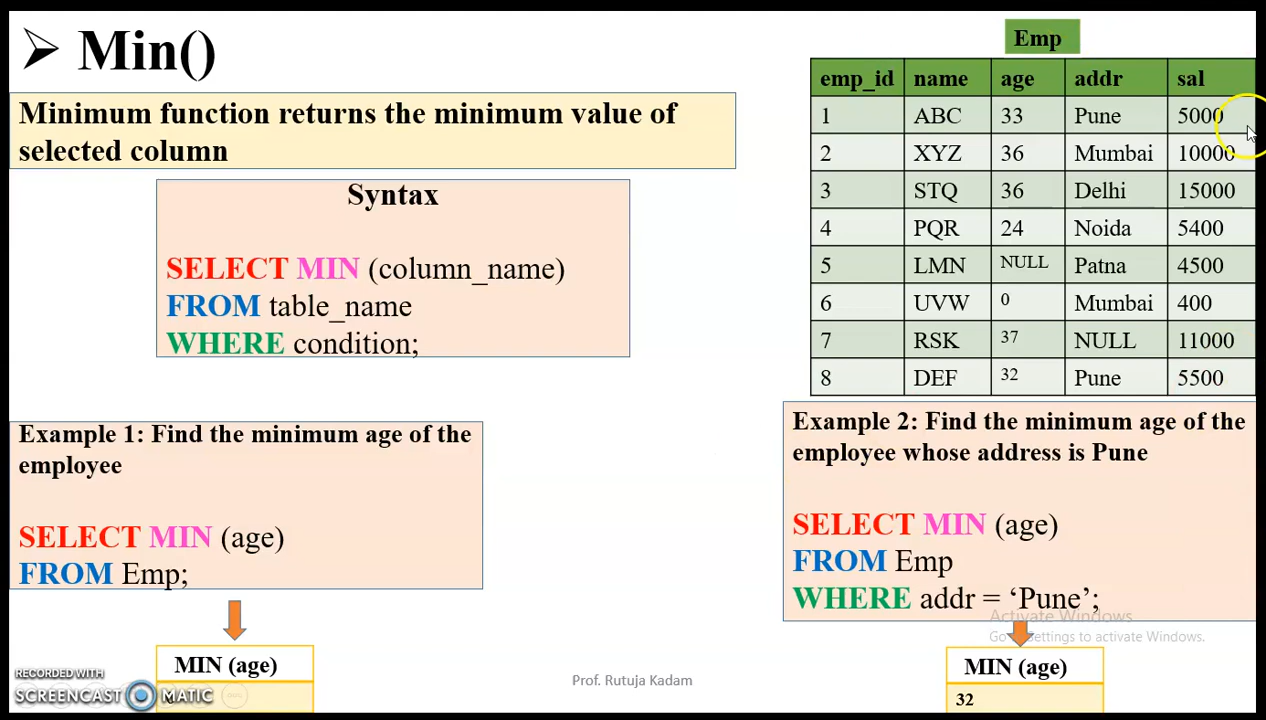 ➢ Min()
Minimum function returns the minimum value of
selected column
Syntax
SELECT MIN (column_name)
FROM table_name
WHERE condition;
Emp
emp_id name age addr sal
1 ABC 33 Pune 5000
2 XYZ 36 Mumbai 10000
3 STQ 36 Delhi 15000
4 PQR 24 Noida 5400
5 LMN NULL Patna 4500
6 UVW 0 Mumbai 400
7 RSK 37 NULL 11000
8 DEF 32 Pune 5500
Example 1: Find the minimum age of the
employee
SELECT MIN (age)
FROM Emp;
MIN (age)
Example 2: Find the minimum age of the
employee whose address is Pune
SELECT MIN (age)
FROM Emp
WHERE addr = ‘Pune’;
MIN (age)
32
Activate Windows
Go to Settings to activate Windows.
Prof. Rutuja Kadam
RECORDED WITH
SCREENCAST MATIC